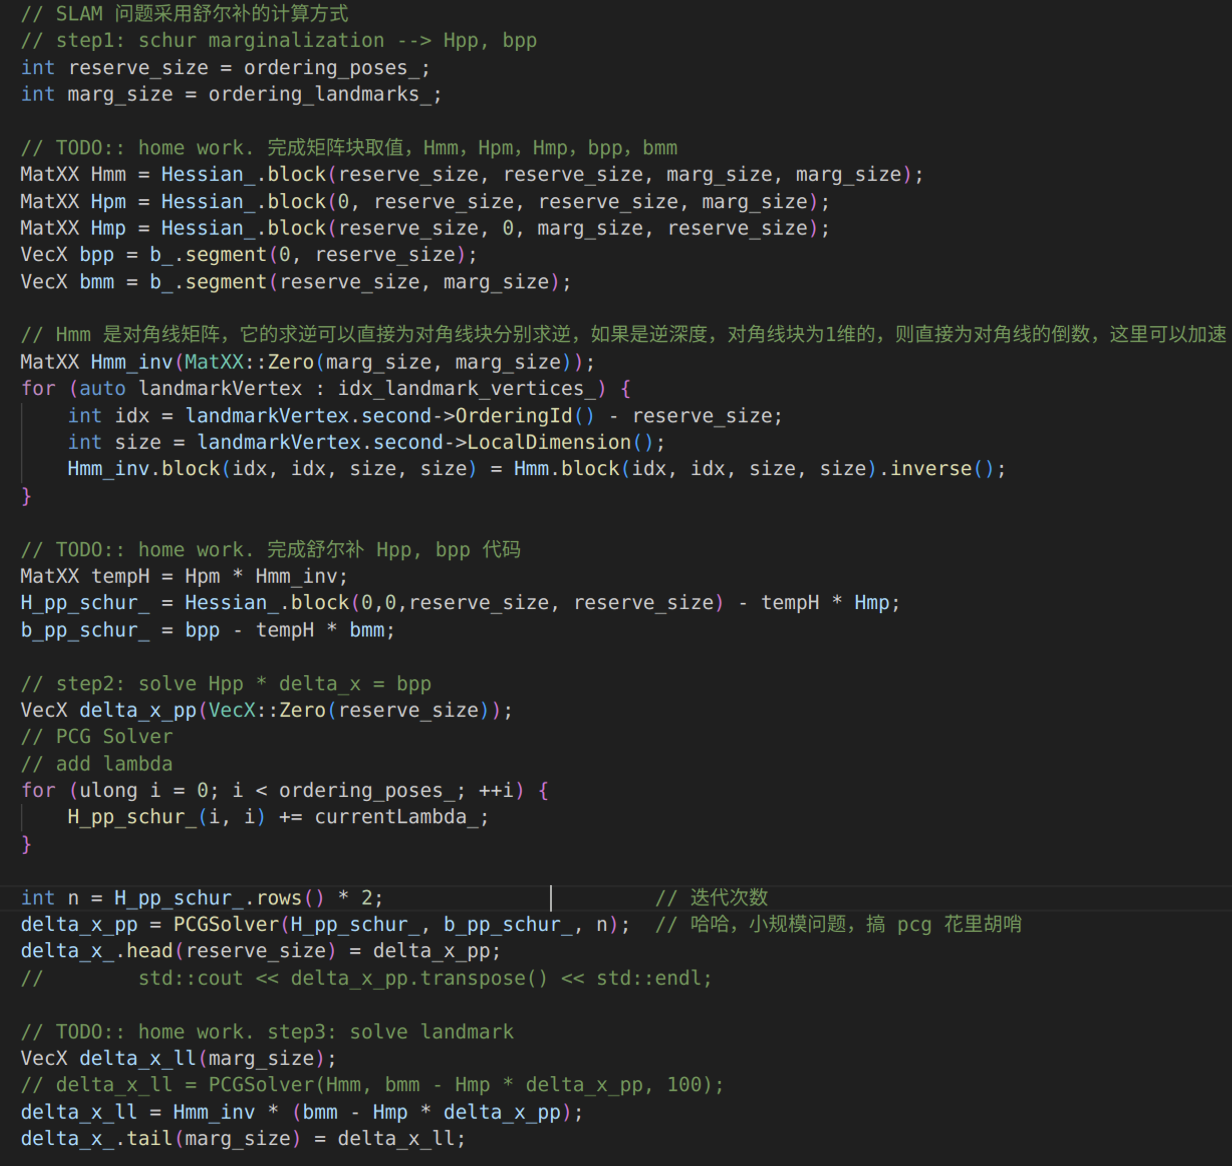 // SLAM 问题采用舒尔补的计算方式
// step1: schur marginalization --> Hpp, bpp
int reserve_size = ordering_poses_;
int marg_size = ordering_landmarks_;
// TODO:: home work. 完成矩阵块取值，Hmm，Hpm，Hmp，bpp，bmm
MatXX Hmm = Hessian_.block(reserve_size, reserve_size, marg_size, marg_size);
MatXX Hpm = Hessian_.block(0, reserve_size, reserve_size, marg_size);
MatXX Hmp = Hessian_.block(reserve_size, 0, marg_size, reserve_size);
VecX bpp = b_.segment(0, reserve_size);
VecX bmm = b_.segment(reserve_size, marg_size);
// Hmm 是对角线矩阵，它的求逆可以直接为对角线块分别求逆，如果是逆深度，对角线块为1维的，则直接为对角线的倒数，这里可以加速
MatXX Hmm_inv(MatXX::Zero(marg_size, marg_size));
for (auto landmarkVertex : idx_landmark_vertices_) {
    int idx = landmarkVertex.second->OrderingId() - reserve_size;
    int size = landmarkVertex.second->LocalDimension();
    Hmm_inv.block(idx, idx, size, size) = Hmm.block(idx, idx, size, size).inverse();
}
// TODO:: home work. 完成舒尔补 Hpp, bpp 代码
MatXX tempH = Hpm * Hmm_inv;
H_pp_schur_ = Hessian_.block(0,0,reserve_size, reserve_size) - tempH * Hmp;
b_pp_schur_ = bpp - tempH * bmm;
// step2: solve Hpp * delta_x = bpp
VecX delta_x_pp(VecX::Zero(reserve_size));
// PCG Solver
// add lambda
for (ulong i = 0; i < ordering_poses_; ++i) {
    H_pp_schur_(i, i) += currentLambda_;
}
int n = H_pp_schur_.rows() * 2;                       // 迭代次数
delta_x_pp = PCGSolver(H_pp_schur_, b_pp_schur_, n);  // 哈哈，小规模问题，搞 pcg 花里胡哨
delta_x_.head(reserve_size) = delta_x_pp;
//        std::cout << delta_x_pp.transpose() << std::endl;
// TODO:: home work. step3: solve landmark
VecX delta_x_ll(marg_size);
// delta_x_ll = PCGSolver(Hmm, bmm - Hmp * delta_x_pp, 100);
delta_x_ll = Hmm_inv * (bmm - Hmp * delta_x_pp);
delta_x_.tail(marg_size) = delta_x_ll;